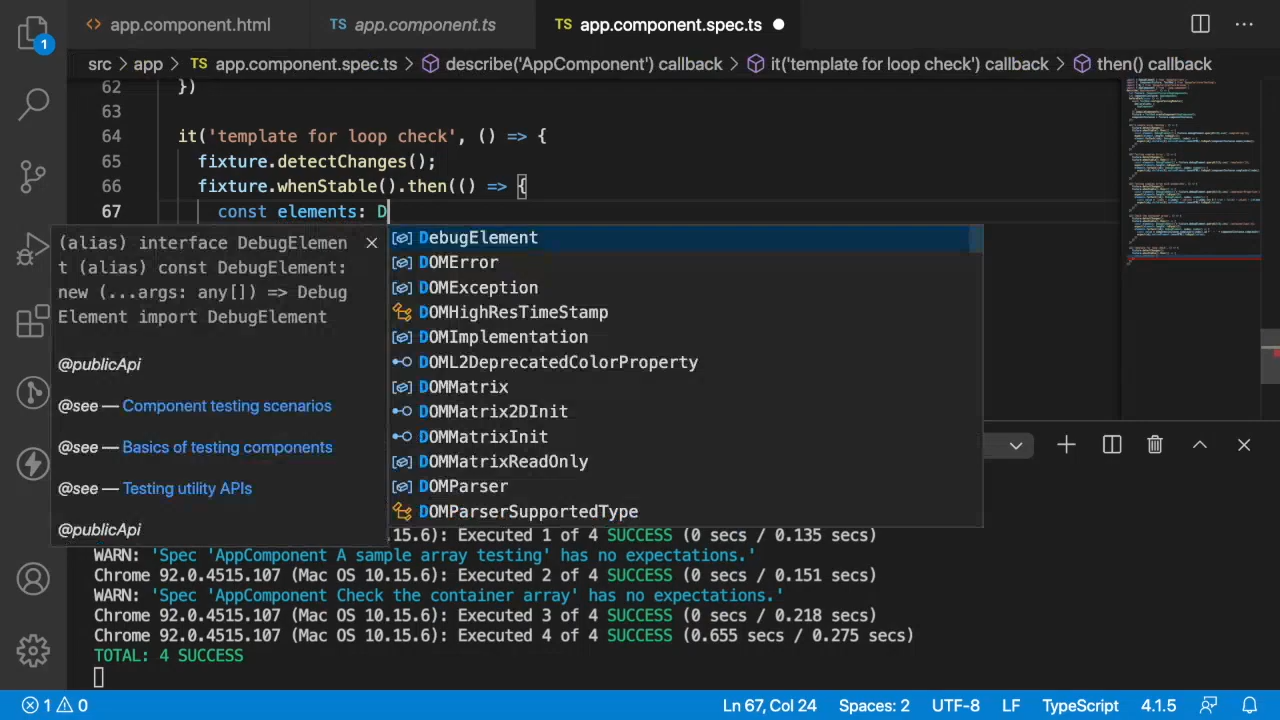 1
app.component.html
TS app.component.ts
TS app.component.spec.ts
src > app > TS app.component.spec.ts > describe('AppComponent') callback > it('template for loop check') callback > then() callback
62 })
63
64 it('template for loop check', () => {
65 fixture.detectChanges();
66 fixture.whenStable().then(() => {
67 const elements: D
(alias) interface DebugElemen
t (alias) const DebugElement:
new (...args: any[]) => Debug
Element import DebugElement
@publicApi
@see — Component testing scenarios
@see — Basics of testing components
@see — Testing utility APIs
@publicApi
DebugElement
DOMError
DOMException
DOMHighResTimeStamp
DOMImplementation
DOML2DeprecatedColorProperty
DOMMatrix
DOMMatrix2DInit
DOMMatrixInit
DOMMatrixReadOnly
DOMParser
DOMParserSupportedType
.15.6): Executed 1 of 4 SUCCESS (0 secs / 0.135 secs)
WARN: 'Spec 'AppComponent A sample array testing' has no expectations.'
Chrome 92.0.4515.107 (Mac OS 10.15.6): Executed 2 of 4 SUCCESS (0 secs / 0.151 secs)
WARN: 'Spec 'AppComponent Check the container array' has no expectations.'
Chrome 92.0.4515.107 (Mac OS 10.15.6): Executed 3 of 4 SUCCESS (0 secs / 0.218 secs)
Chrome 92.0.4515.107 (Mac OS 10.15.6): Executed 4 of 4 SUCCESS (0.655 secs / 0.275 secs)
TOTAL: 4 SUCCESS
1 0
Ln 67, Col 24 Spaces: 2 UTF-8 LF TypeScript 4.1.5